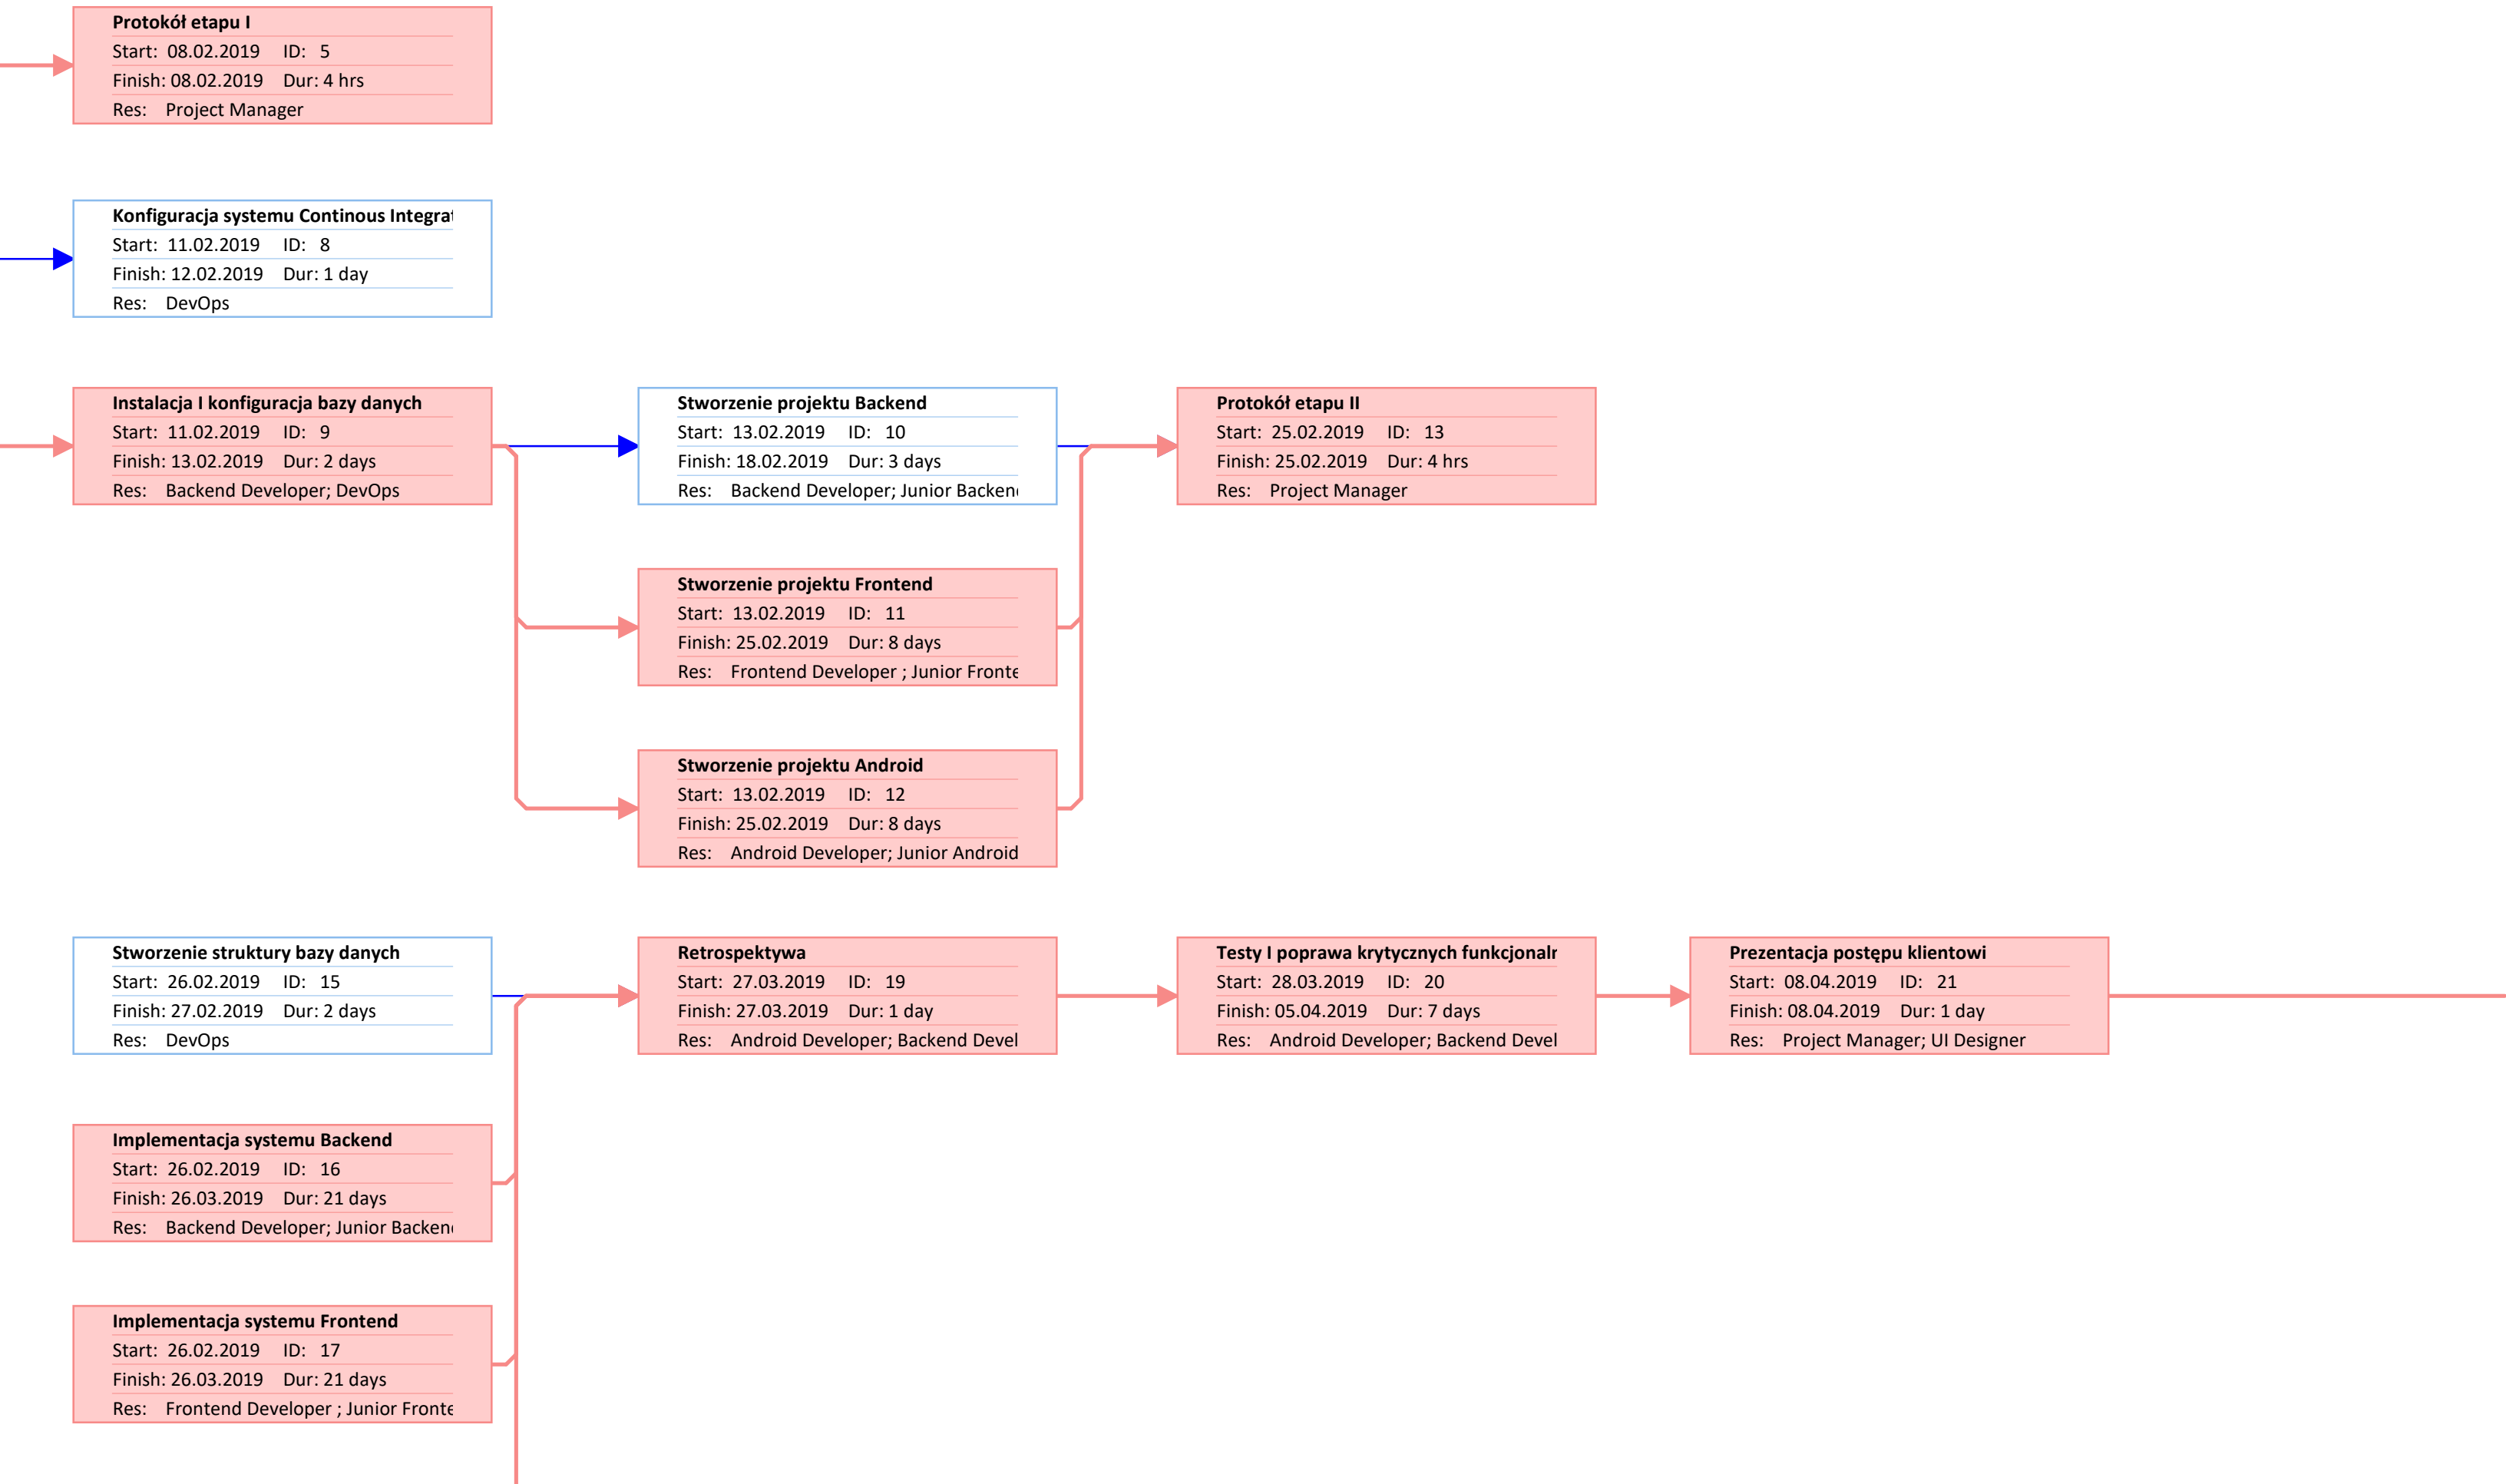 Protokół etapu I
Start: 08.02.2019 ID: 5
Finish: 08.02.2019 Dur: 4 hrs
Res: Project Manager
Konfiguracja systemu Continous Integrat
Start: 11.02.2019 ID: 8
Finish: 12.02.2019 Dur: 1 day
Res: DevOps
Instalacja I konfiguracja bazy danych
Start: 11.02.2019 ID: 9
Finish: 13.02.2019 Dur: 2 days
Res: Backend Developer; DevOps
Stworzenie projektu Backend
Start: 13.02.2019 ID: 10
Finish: 18.02.2019 Dur: 3 days
Res: Backend Developer; Junior Backen
Protokół etapu II
Start: 25.02.2019 ID: 13
Finish: 25.02.2019 Dur: 4 hrs
Res: Project Manager
Stworzenie projektu Frontend
Start: 13.02.2019 ID: 11
Finish: 25.02.2019 Dur: 8 days
Res: Frontend Developer ; Junior Fronte
Stworzenie projektu Android
Start: 13.02.2019 ID: 12
Finish: 25.02.2019 Dur: 8 days
Res: Android Developer; Junior Android
Stworzenie struktury bazy danych
Start: 26.02.2019 ID: 15
Finish: 27.02.2019 Dur: 2 days
Res: DevOps
Retrospektywa
Start: 27.03.2019 ID: 19
Finish: 27.03.2019 Dur: 1 day
Res: Android Developer; Backend Devel
Testy I poprawa krytycznych funkcjonaln
Start: 28.03.2019 ID: 20
Finish: 05.04.2019 Dur: 7 days
Res: Android Developer; Backend Devel
Prezentacja postępu klientowi
Start: 08.04.2019 ID: 21
Finish: 08.04.2019 Dur: 1 day
Res: Project Manager; UI Designer
Implementacja systemu Backend
Start: 26.02.2019 ID: 16
Finish: 26.03.2019 Dur: 21 days
Res: Backend Developer; Junior Backen
Implementacja systemu Frontend
Start: 26.02.2019 ID: 17
Finish: 26.03.2019 Dur: 21 days
Res: Frontend Developer ; Junior Fronte